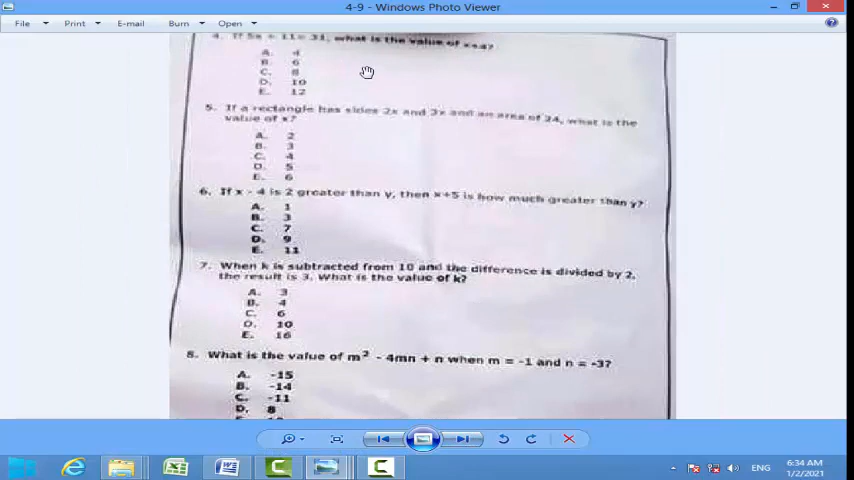 4-9 - Windows Photo Viewer
File Print E-mail Burn Open
4. If 5x + 11= 31, what is the value of x+4?
A. 4
B. 6
C. 8
D. 10
E. 12
5. If a rectangle has sides 2x and 3x and an area of 24, what is the
value of x?
A. 2
B. 3
C. 4
D. 5
E. 6
6. If x - 4 is 2 greater than y, then x+5 is how much greater than y?
A. 1
B. 3
C. 7
D. 9
E. 11
7. When k is subtracted from 10 and the difference is divided by 2,
the result is 3. What is the value of k?
A. 3
B. 4
C. 6
D. 10
E. 16
8. What is the value of m² - 4mn + n when m = -1 and n = -3?
A. -15
B. -14
C. -11
D. 8
ENG
6:34 AM
1/2/2021